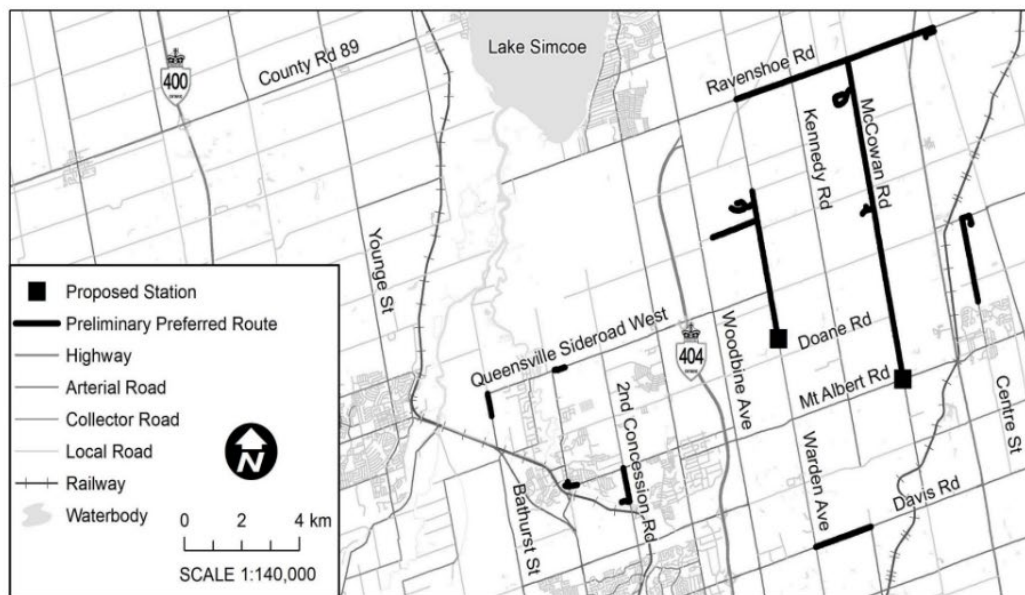 Lake Simcoe
County Rd 89
400
Ravenshoe Rd
Kennedy Rd
McCowan Rd
Younge St
Queensville Sideroad West
404
Woodbine Ave
Doane Rd
Mt Albert Rd
2nd Concession Rd
Bathurst St
Warden Ave
Davis Rd
Centre St
Proposed Station
Preliminary Preferred Route
Highway
Arterial Road
Collector Road
Local Road
Railway
Waterbody
N
0 2 4 km
SCALE 1:140,000